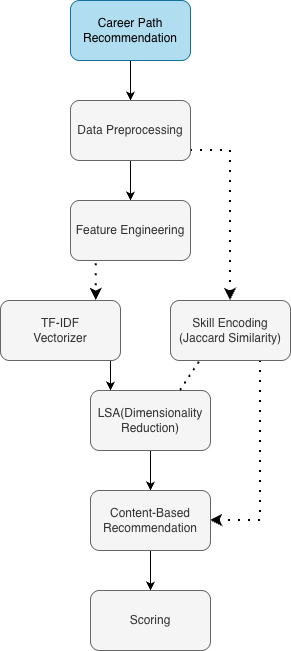 Career Path
Recommendation
Data Preprocessing
Feature Engineering
TF-IDF
Vectorizer
Skill Encoding
(Jaccard Similarity)
LSA(Dimensionality
Reduction)
Content-Based
Recommendation
Scoring